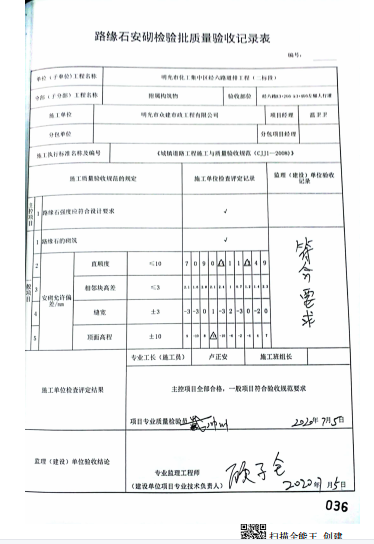 路缘石安砌检验批质量验收记录表
编号:
单位(子单位)工程名称 明光市化工集中区经六路道排工程(二标段)
分部(子分部)工程名称 附属构筑物 验收部位
施工单位 明光市众建市政工程有限公司 项目经理
分包单位 分包项目经理
施工执行标准名称及编号 《城镇道路工程施工与质量验收规范(CJJ1—2008)》
施工质量验收规范的规定 施工单位检查评定记录 监理(建设)单位验收记录
主控项目 1 路缘石强度应符合设计要求 √
一般项目 1 路缘石的砌筑 √ 符合要求
安砌允许偏差/mm
2 直顺度 ≤10 7 0 9 0 1 1 4 9
3 相邻块高差 ≤3
4 缝宽 ±3 -3 -3 0 1 -3 2 -3 0 -2 0
5 顶面高程 ±10
专业工长(施工员) 卢正安 施工班组长
施工单位检查评定结果 主控项目全部合格,一般项目符合验收规范要求
项目专业质量检验员 2020年7月5日
监理(建设)单位验收结论
专业监理工程师
(建设单位项目专业技术负责人) 2020年7月5日
036
扫描全能王 创建